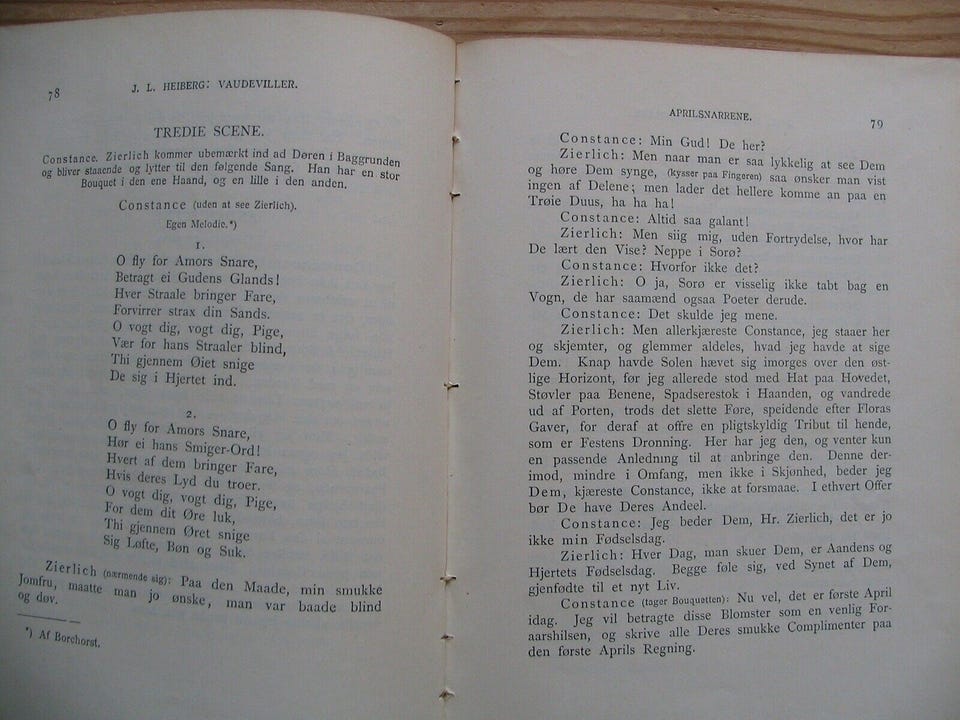 78
J. L. HEIBERG: VAUDEVILLER.
TREDIE SCENE.
Constance. Zierlich kommer ubemærkt ind ad Døren i Baggrunden
og bliver staaende og lytter til den følgende Sang. Han har en stor
Bouquet i den ene Haand, og en lille i den anden.
Constance (uden at see Zierlich).
Egen Melodie.*)
1.
O fly for Amors Snare,
Betragt ei Gudens Glands!
Hver Straale bringer Fare,
Forvirrer strax din Sands.
O vogt dig, vogt dig, Pige,
Vær for hans Straaler blind,
Thi gjennem Øiet snige
De sig i Hjertet ind.
2.
O fly for Amors Snare,
Hør ei hans Smiger-Ord!
Hvert af dem bringer Fare,
Hvis deres Lyd du troer.
O vogt dig, vogt dig, Pige,
For dem dit Øre luk,
Thi gjennem Øret snige
Sig Løfte, Bøn og Suk.
Zierlich (nærmende sig): Paa den Maade, min smukke
Jomfru, maatte man jo ønske, man var baade blind
og døv.
*) Af Borchorst.
APRILSNARRENE.
79
Constance: Min Gud! De her?
Zierlich: Men naar man er saa lykkelig at see Dem
og høre Dem synge, (kysser paa Fingeren) saa ønsker man vist
ingen af Delene; men lader det hellere komme an paa en
Trøie Duus, ha ha ha!
Constance: Altid saa galant!
Zierlich: Men siig mig, uden Fortrydelse, hvor har
De lært den Vise? Neppe i Sorø?
Constance: Hvorfor ikke det?
Zierlich: O ja, Sorø er visselig ikke tabt bag en
Vogn, de har saamænd ogsaa Poeter derude.
Constance: Det skulde jeg mene.
Zierlich: Men allerkjæreste Constance, jeg staaer her
og skjemter, og glemmer aldeles, hvad jeg havde at sige
Dem. Knap havde Solen hævet sig imorges over den øst-
lige Horizont, før jeg allerede stod med Hat paa Hovedet,
Støvler paa Benene, Spadserestok i Haanden, og vandrede
ud af Porten, trods det slette Føre, speidende efter Floras
Gaver, for deraf at offre en pligtskyldig Tribut til hende,
som er Festens Dronning. Her har jeg den, og venter kun
en passende Anledning til at anbringe den. Denne der-
imod, mindre i Omfang, men ikke i Skjønhed, beder jeg
Dem, kjæreste Constance, ikke at forsmaae. I ethvert Offer
bør De have Deres Andeel.
Constance: Jeg beder Dem, Hr. Zierlich, det er jo
ikke min Fødselsdag.
Zierlich: Hver Dag, man skuer Dem, er Aandens og
Hjertets Fødselsdag. Begge føle sig, ved Synet af Dem,
gjenfødte til et nyt Liv.
Constance (tager Bouquetten): Nu vel, det er første April
idag. Jeg vil betragte disse Blomster som en venlig For-
aarshilsen, og skrive alle Deres smukke Complimenter paa
den første Aprils Regning.